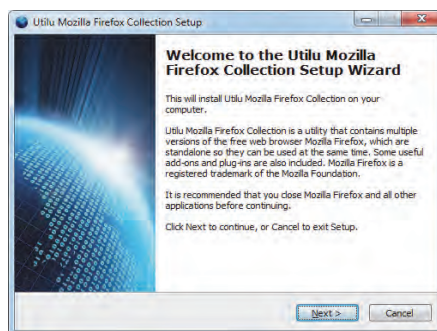 Utilu Mozilla Firefox Collection Setup
Welcome to the Utilu Mozilla
Firefox Collection Setup Wizard
This will install Utilu Mozilla Firefox Collection on your
computer.
Utilu Mozilla Firefox Collection is a utility that contains multiple
versions of the free web browser Mozilla Firefox, which are
standalone so they can be used at the same time. Some useful
add-ons and plug-ins are also included. Mozilla Firefox is a
registered trademark of the Mozilla Foundation.
It is recommended that you close Mozilla Firefox and all other
applications before continuing.
Click Next to continue, or Cancel to exit Setup.
Next >
Cancel